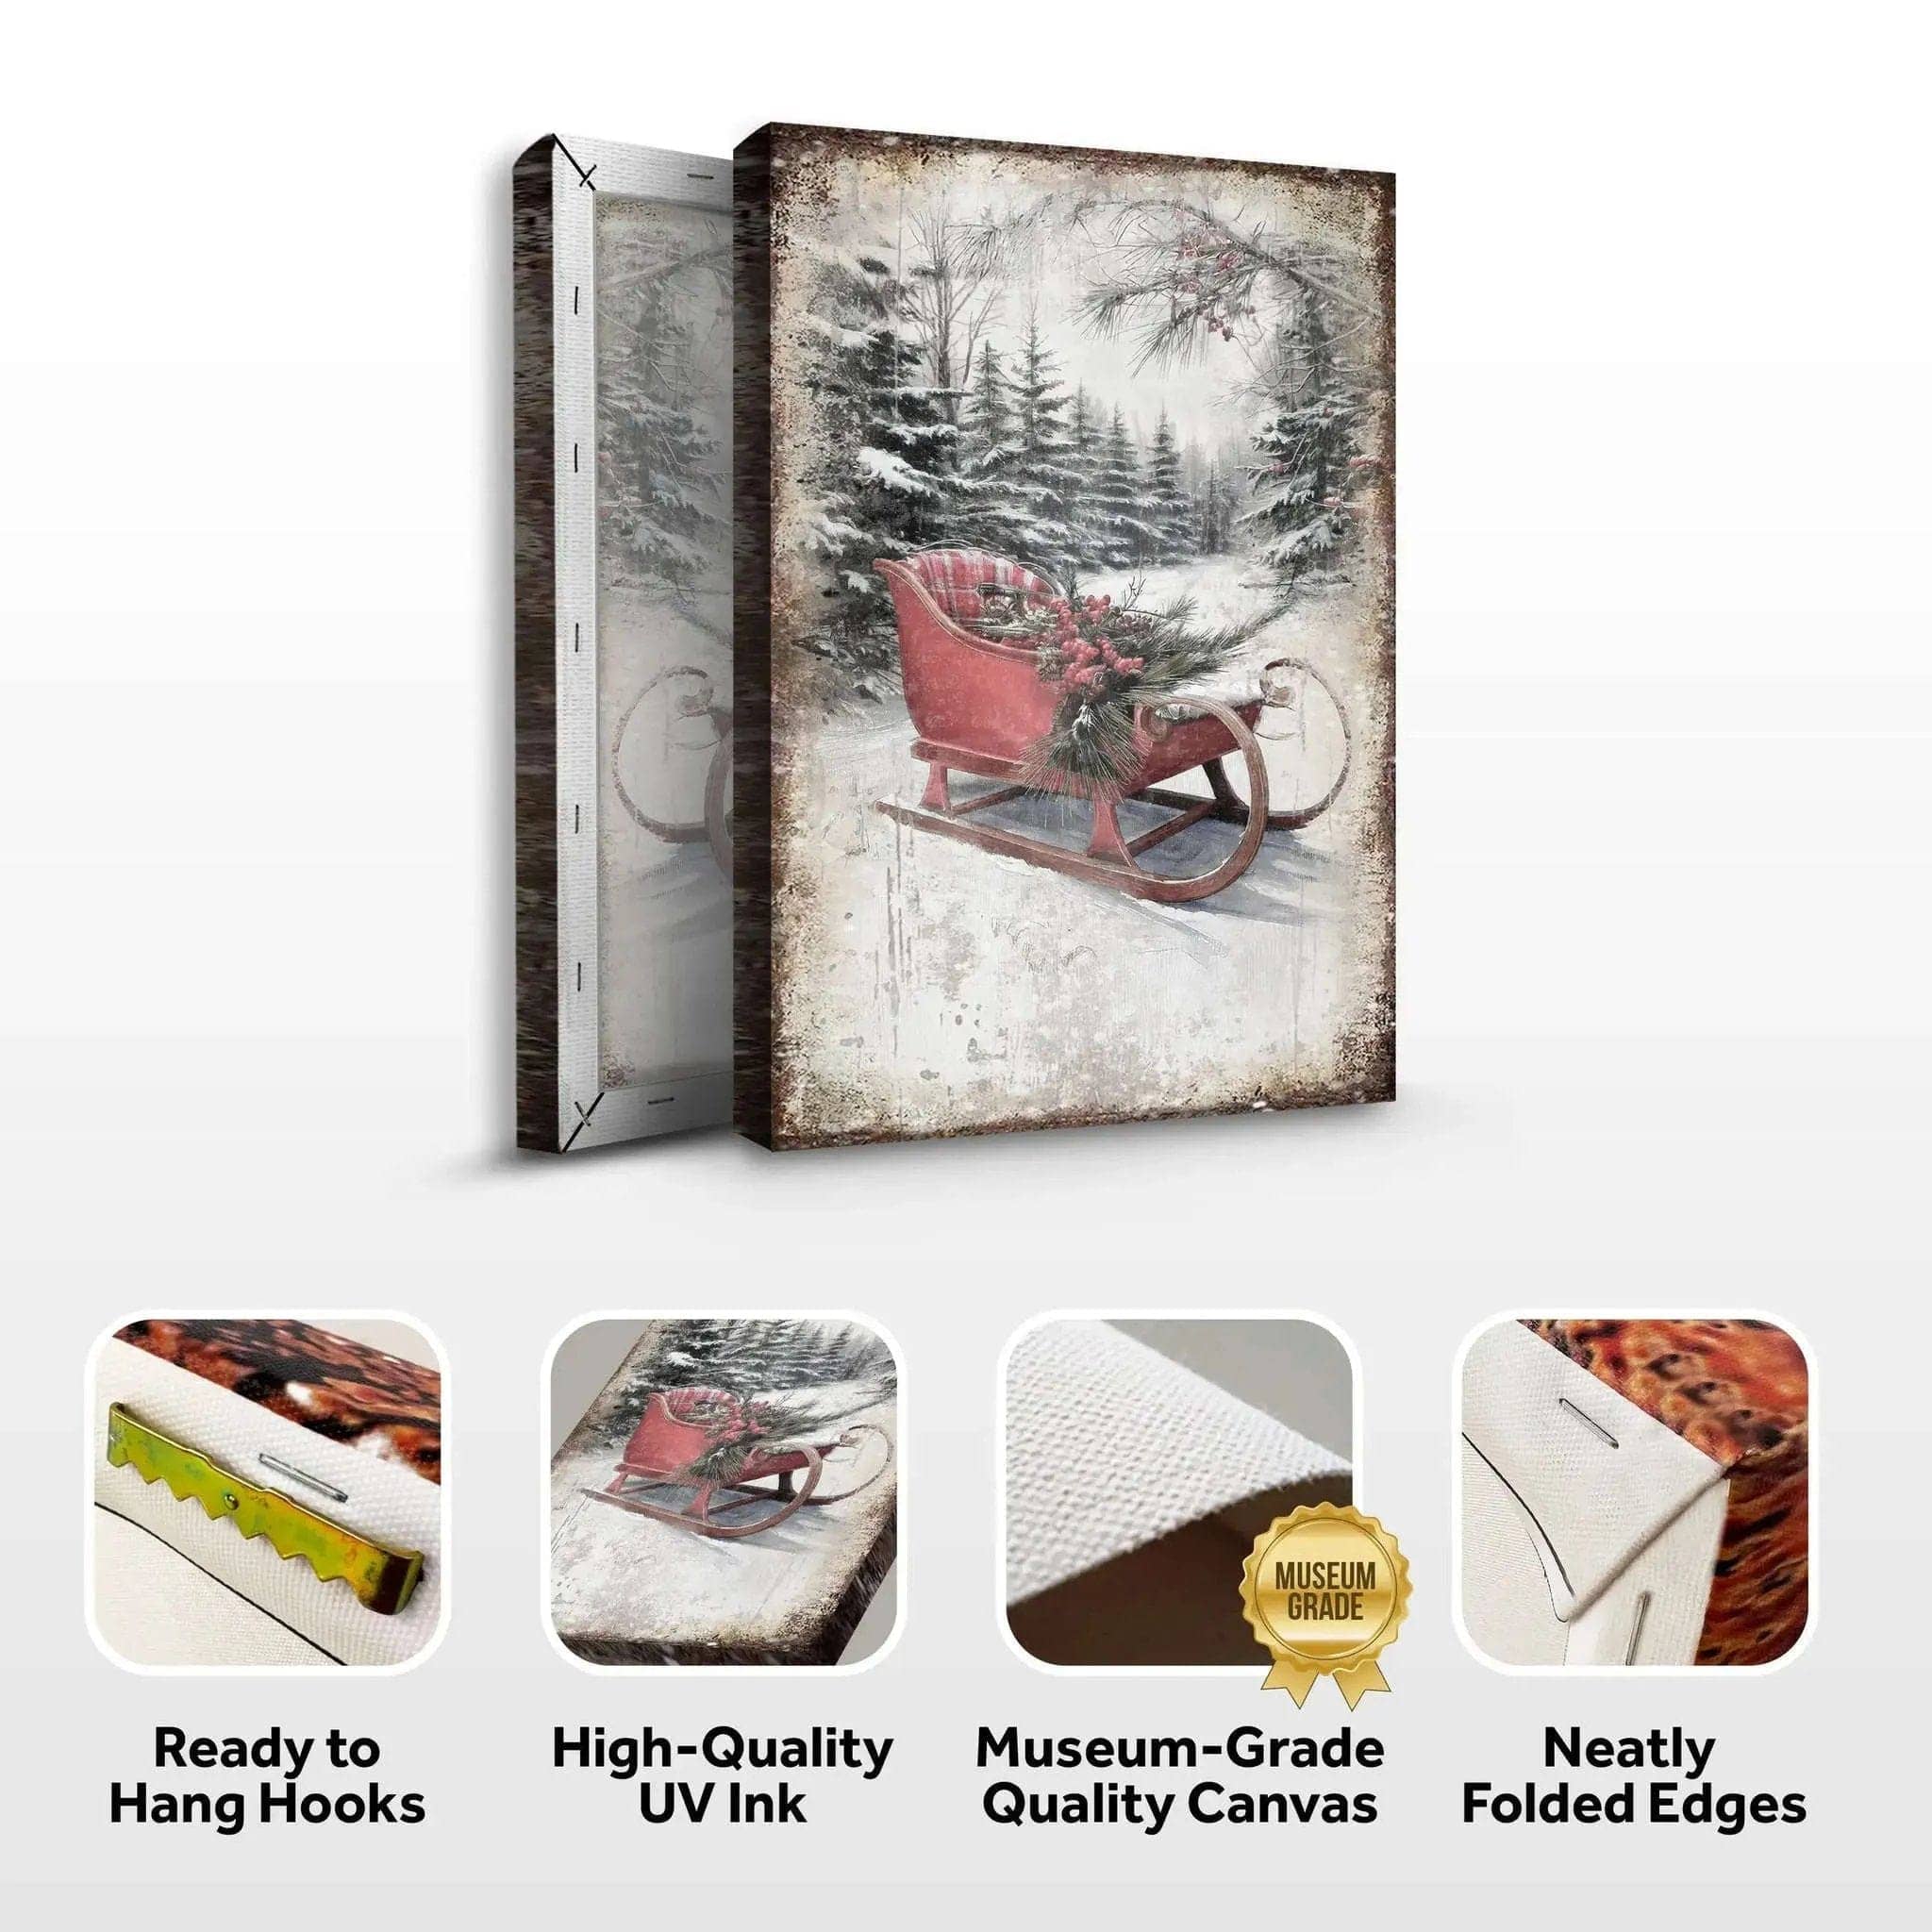 MUSEUM
GRADE
Ready to
Hang Hooks
High-Quality
UV Ink
Museum-Grade
Quality Canvas
Neatly
Folded Edges